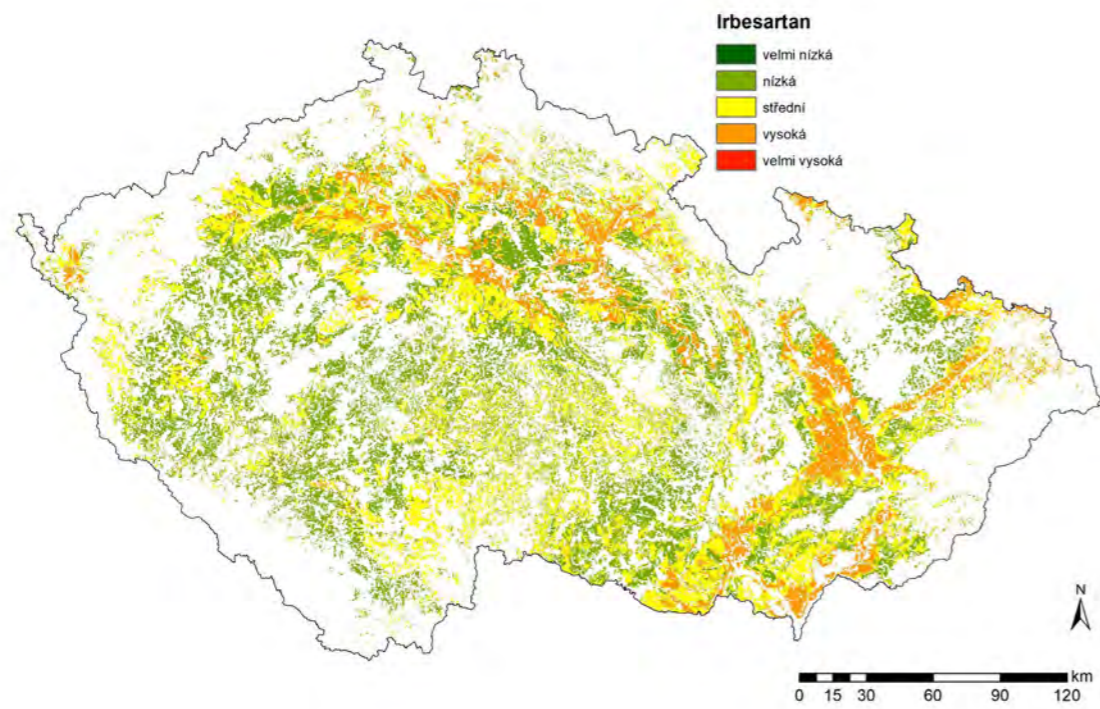 Irbesartan
velmi nízká
nízká
střední
vysoká
velmi vysoká
N
km
0 15 30 60 90 120